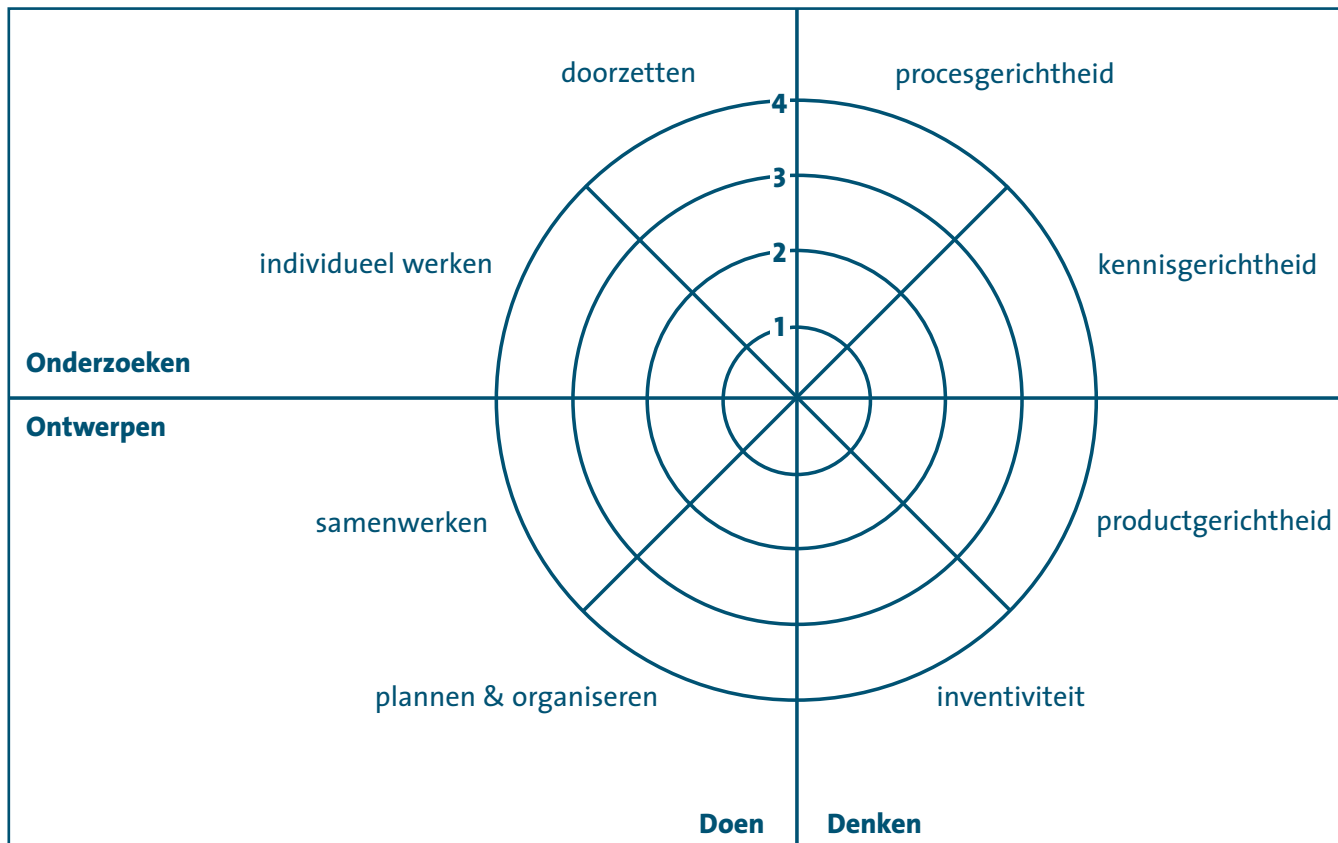 doorzetten
procesgerichtheid
4
3
individueel werken
2
kennisgerichtheid
1
Onderzoeken
Ontwerpen
samenwerken
productgerichtheid
plannen & organiseren
inventiviteit
Doen
Denken